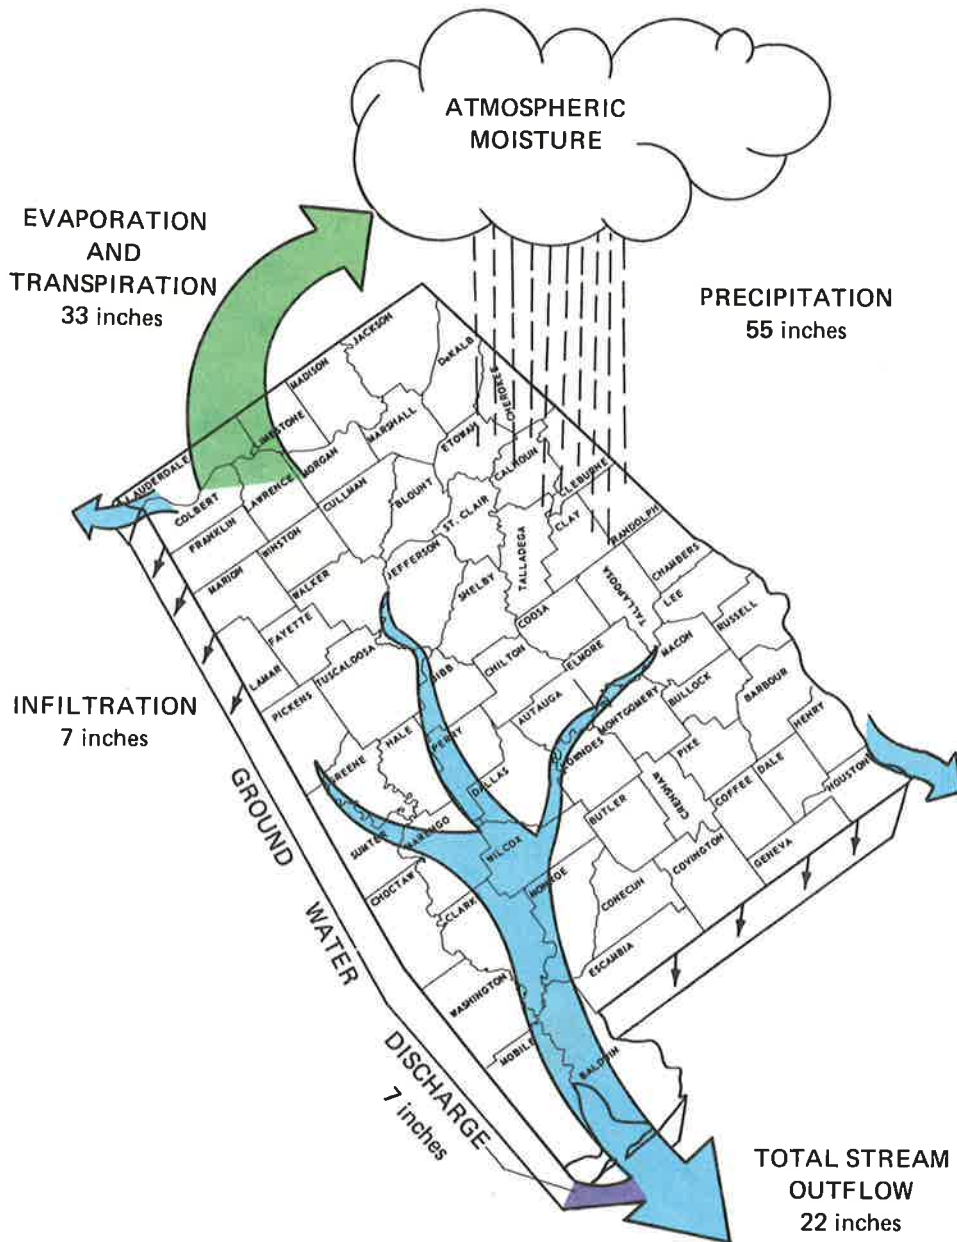 ATMOSPHERIC
MOISTURE
EVAPORATION
AND
TRANSPIRATION
33 inches
PRECIPITATION
55 inches
JACKSON
MADISON
DeKALB
LIMESTONE
CHEROKEE
LAUDERDALE
MARSHALL
ETOWAH
COLBERT
LAWRENCE
MORGAN
CULLMAN
BLOUNT
CALHOUN
CLEBURNE
FRANKLIN
WINSTON
ST. CLAIR
MARION
WALKER
JEFFERSON
TALLADEGA
CLAY
RANDOLPH
SHELBY
FAYETTE
COOSA
TALLAPOOSA
CHAMBERS
LEE
LAMAR
TUSCALOOSA
BIBB
CHILTON
ELMORE
MACON
RUSSELL
PICKENS
HALE
PERRY
AUTAUGA
MONTGOMERY
BULLOCK
BARBOUR
GREENE
DALLAS
LOWNDES
PIKE
HENRY
SUMTER
MARENGO
WILCOX
BUTLER
CRENSHAW
COFFEE
DALE
HOUSTON
CHOCTAW
CLARK
MONROE
CONECUH
COVINGTON
GENEVA
WASHINGTON
ESCAMBIA
MOBILE
BALDWIN
INFILTRATION
7 inches
GROUND WATER DISCHARGE
7 inches
TOTAL STREAM
OUTFLOW
22 inches